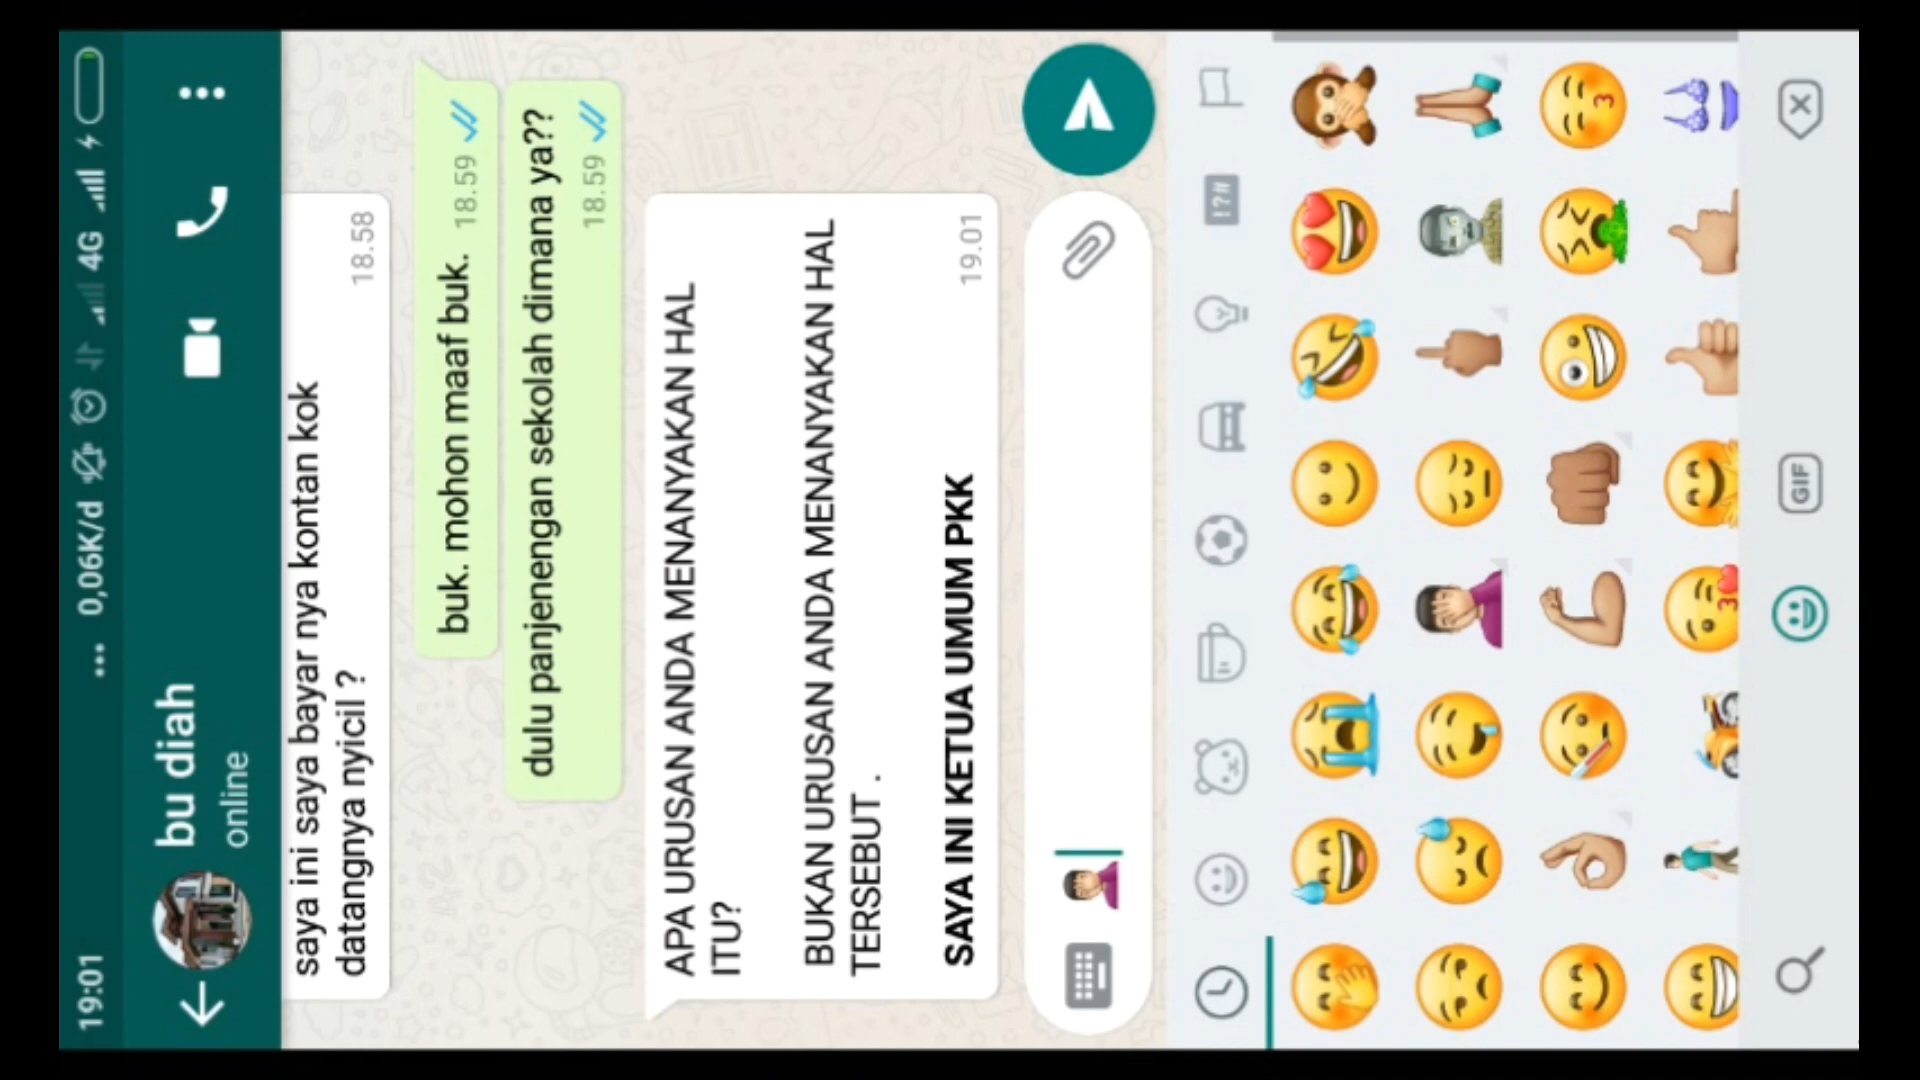 19:01
... 0,06K/d
4G
bu diah
online
saya ini saya bayar nya kontan kok
datangnya nyicil ?
18.58
buk. mohon maaf buk.
18.59
dulu panjenengan sekolah dimana ya??
18.59
APA URUSAN ANDA MENANYAKAN HAL
ITU?
BUKAN URUSAN ANDA MENANYAKAN HAL
TERSEBUT .
SAYA INI KETUA UMUM PKK
19.01
!?#
GIF